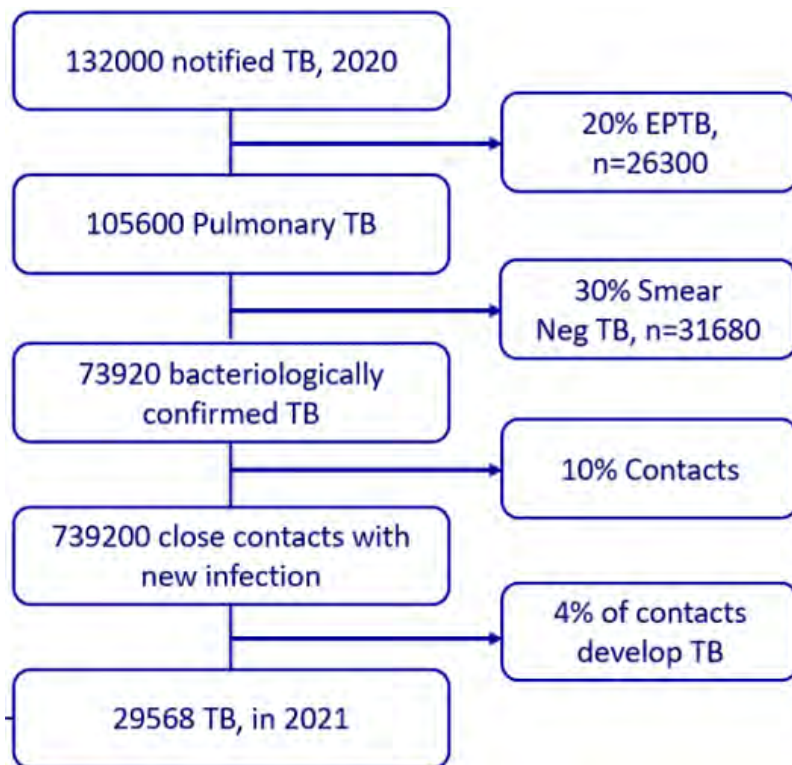 132000 notified TB, 2020
20% EPTB,
n=26300
105600 Pulmonary TB
30% Smear
Neg TB, n=31680
73920 bacteriologically
confirmed TB
10% Contacts
739200 close contacts with
new infection
4% of contacts
develop TB
29568 TB, in 2021